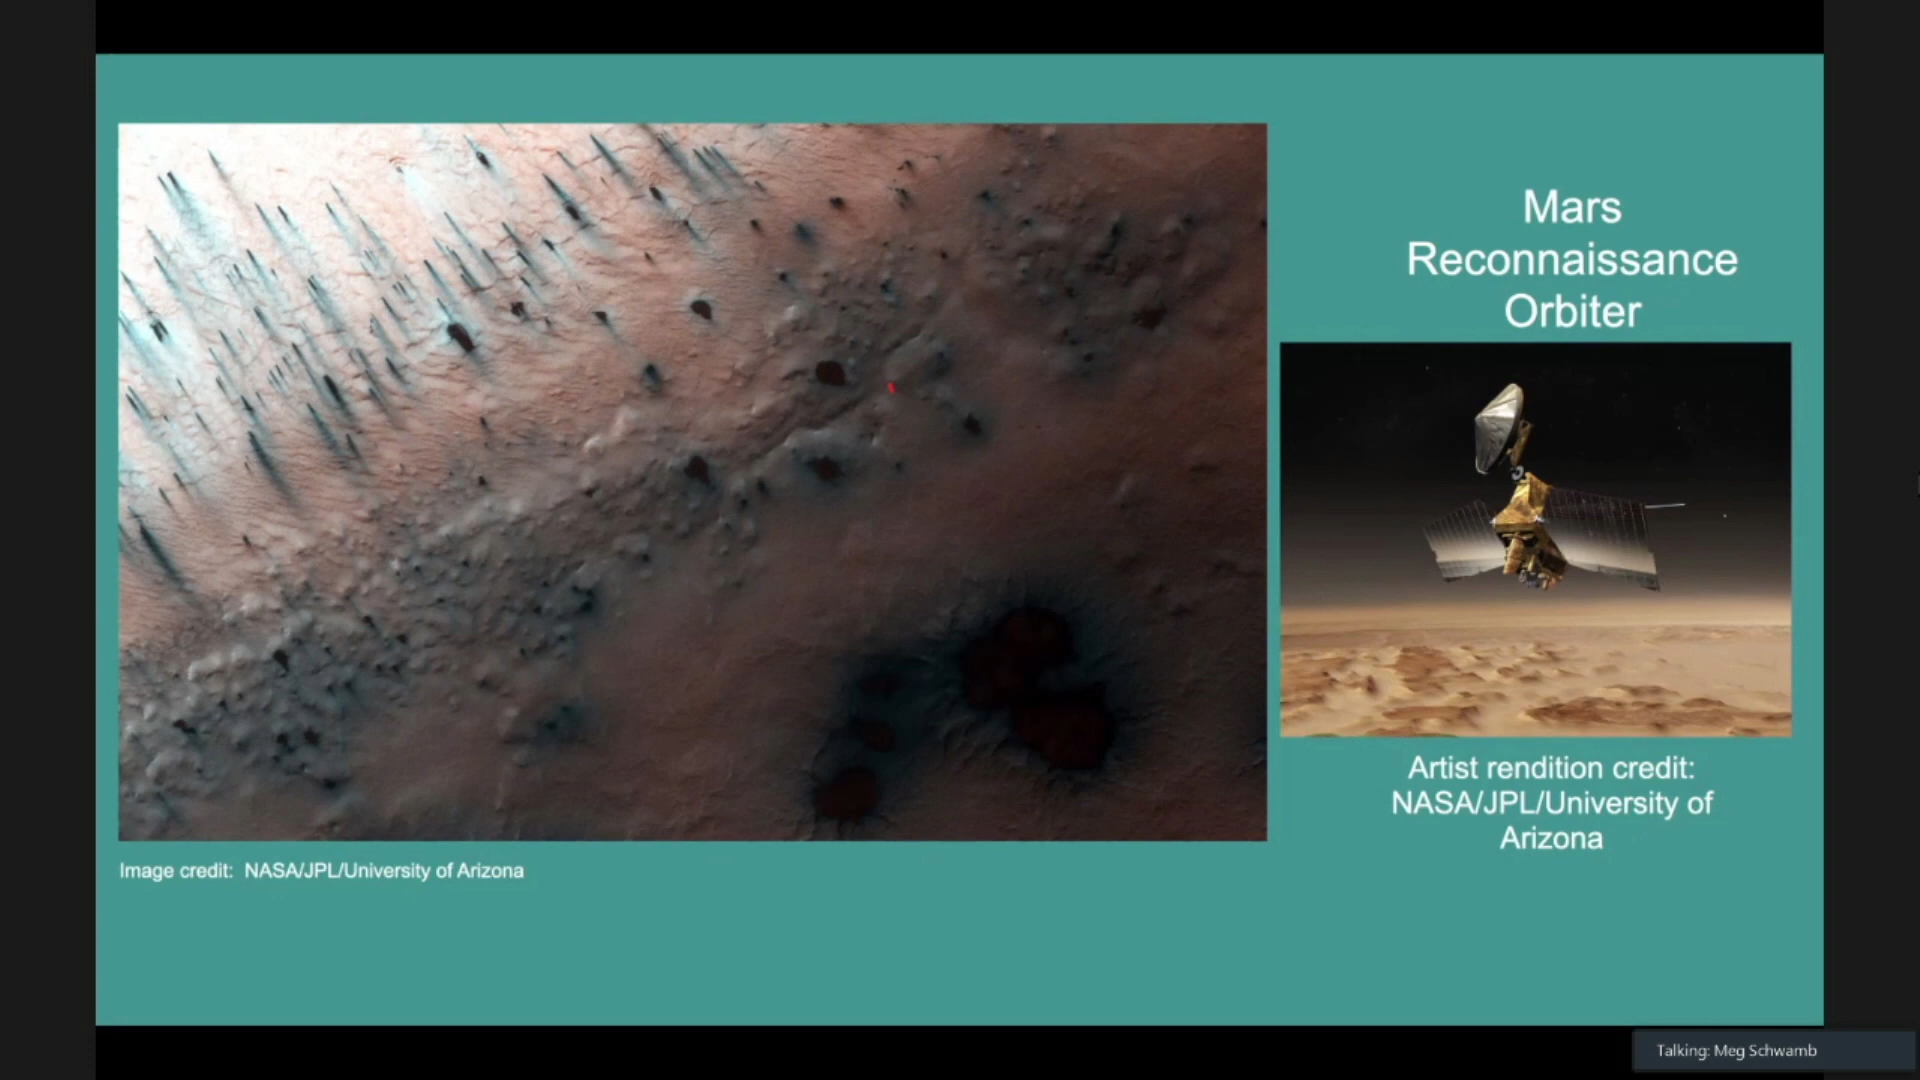 Mars
Reconnaissance
Orbiter
Artist rendition credit:
NASA/JPL/University of
Arizona
Image credit:  NASA/JPL/University of Arizona
Talking: Meg Schwamb